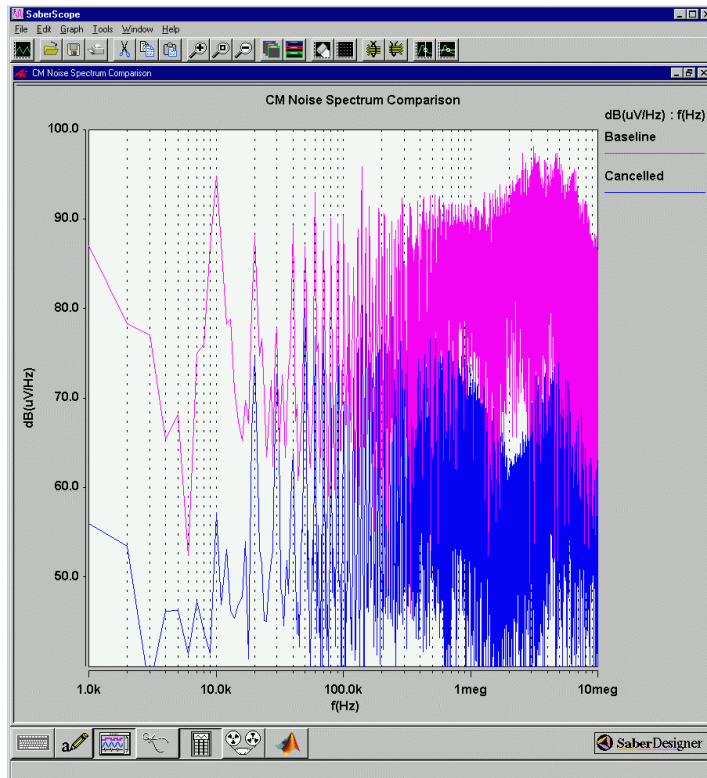 SaberScope
File Edit Graph Tools Window Help
CM Noise Spectrum Comparison
CM Noise Spectrum Comparison
dB(uV/Hz) : f(Hz)
Baseline
Cancelled
100.0
90.0
80.0
70.0
60.0
50.0
dB(uV/Hz)
1.0k 10.0k 100.0k 1meg 10meg
f(Hz)
a
SaberDesigner